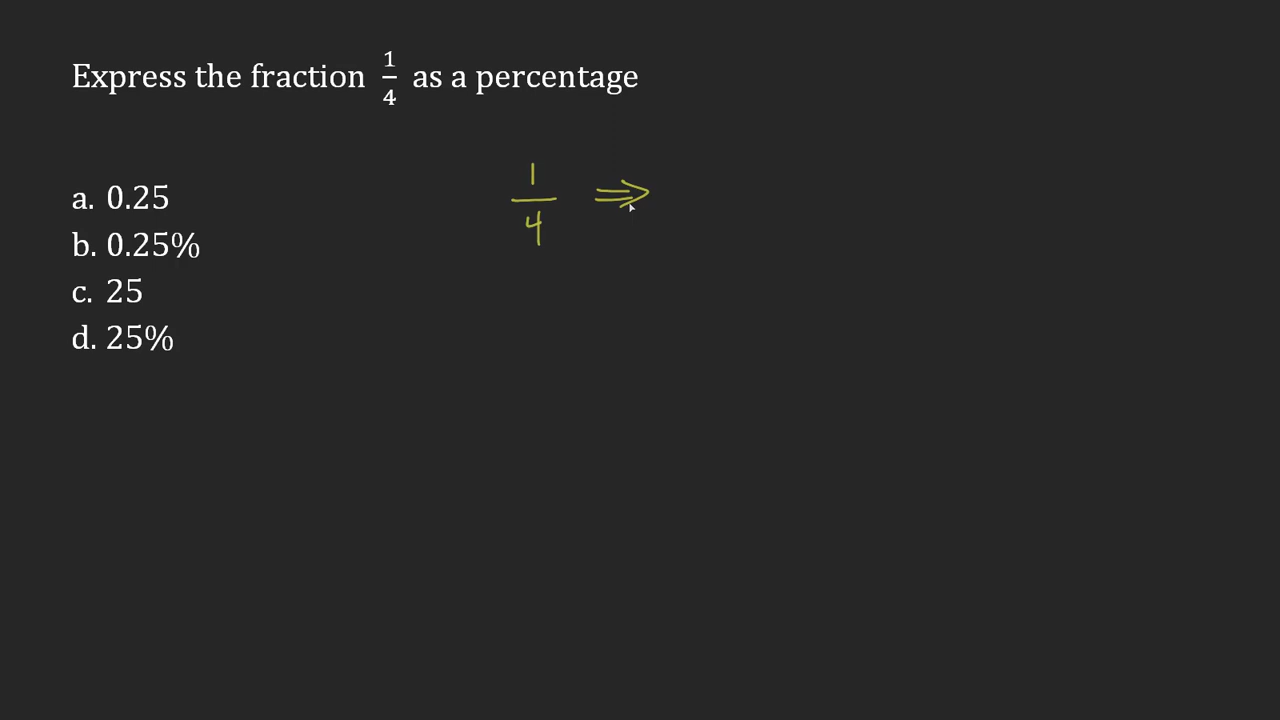 Express the fraction 1/4 as a percentage
a. 0.25
b. 0.25%
c. 25
d. 25%
1/4 ⇒